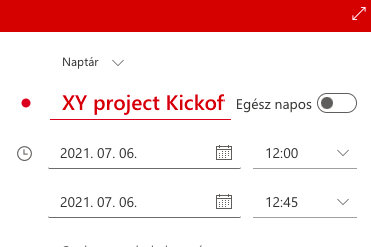 Naptár
XY project Kickof
Egész napos
2021. 07. 06.
12:00
2021. 07. 06.
12:45